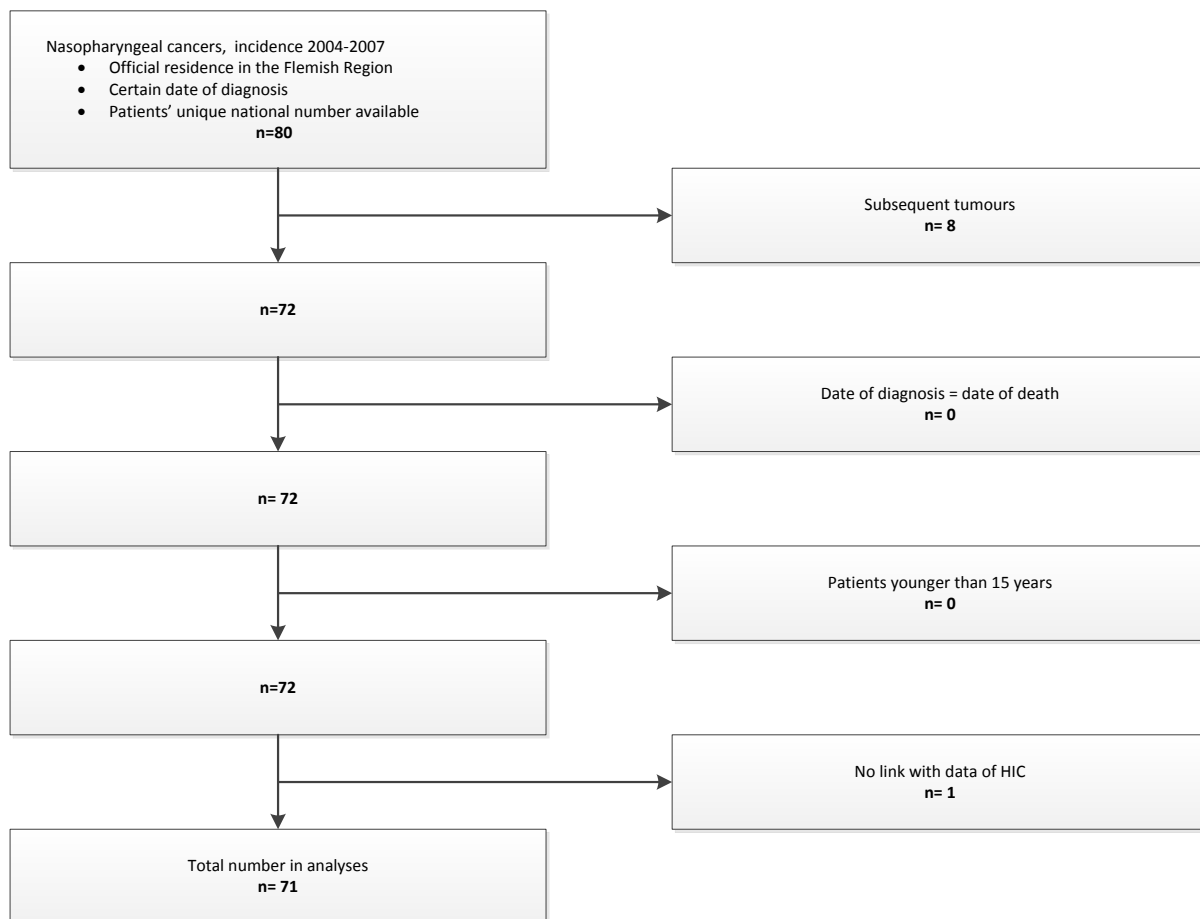 Nasopharyngeal cancers,  incidence 2004-2007
• Official residence in the Flemish Region
• Certain date of diagnosis
• Patients’ unique national number available
n=80
Subsequent tumours
n= 8
n=72
Date of diagnosis = date of death
n= 0
n= 72
Patients younger than 15 years
n= 0
n=72
No link with data of HIC
n= 1
Total number in analyses
n= 71